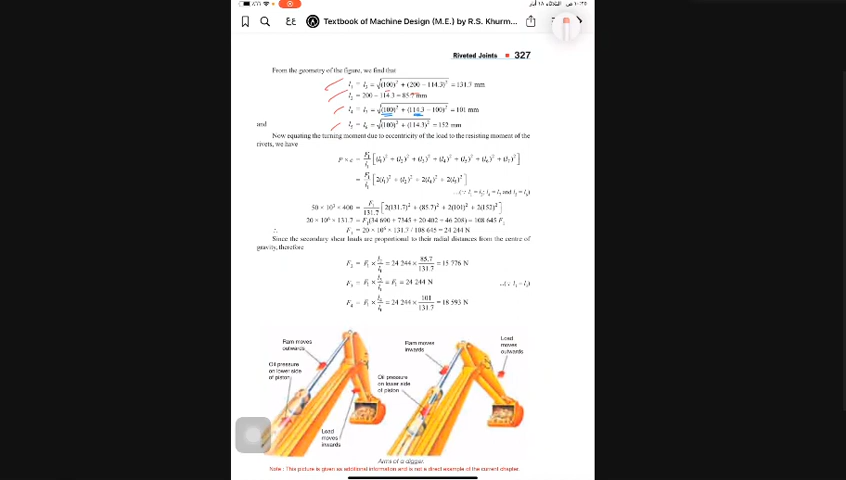 Textbook of Machine Design (M.E.) by R.S. Khurm...
Riveted Joints ■ 327
From the geometry of the figure, we find that
l₁ = l₃ = √(100)² + (200 – 114.3)² = 131.7 mm
l₂ = 200 – 114.3 = 85.7 mm
l₄ = l₇ = √(100)² + (114.3 – 100)² = 101 mm
and
l₅ = l₆ = √(100)² + (114.3)² = 152 mm
Now equating the turning moment due to eccentricity of the load to the resisting moment of the
rivets, we have
P × e = F₁/l₁ [(l₁)² + (l₂)² + (l₃)² + (l₄)² + (l₅)² + (l₆)² + (l₇)²]
= F₁/l₁ [2(l₁)² + (l₂)² + 2(l₄)² + 2(l₅)²]
50 × 10³ × 400 = F₁/131.7 [2(131.7)² + (85.7)² + 2(101)² + 2(152)²]
20 × 10⁶ × 131.7 = F₁(34 690 + 7345 + 20 402 + 46 208) = 108 645 F₁
∴ F₁ = 20 × 10⁶ × 131.7 / 108 645 = 24 244 N
Since the secondary shear loads are proportional to their radial distances from the centre of
gravity, therefore
F₂ = F₁ × l₂/l₁ = 24 244 × 85.7/131.7 = 15 776 N
F₃ = F₁ × l₃/l₁ = F₁ = 24 244 N ...(∵ l₁ = l₃)
F₄ = F₁ × l₄/l₁ = 24 244 × 101/131.7 = 18 593 N
Ram moves
outwards
Oil pressure
on lower side
of piston
Load
moves
inwards
Ram moves
inwards
Oil pressure
on lower side
of piston
Load
moves
outwards
Arms of a digger.
Note : This picture is given as additional information and is not a direct example of the current chapter.